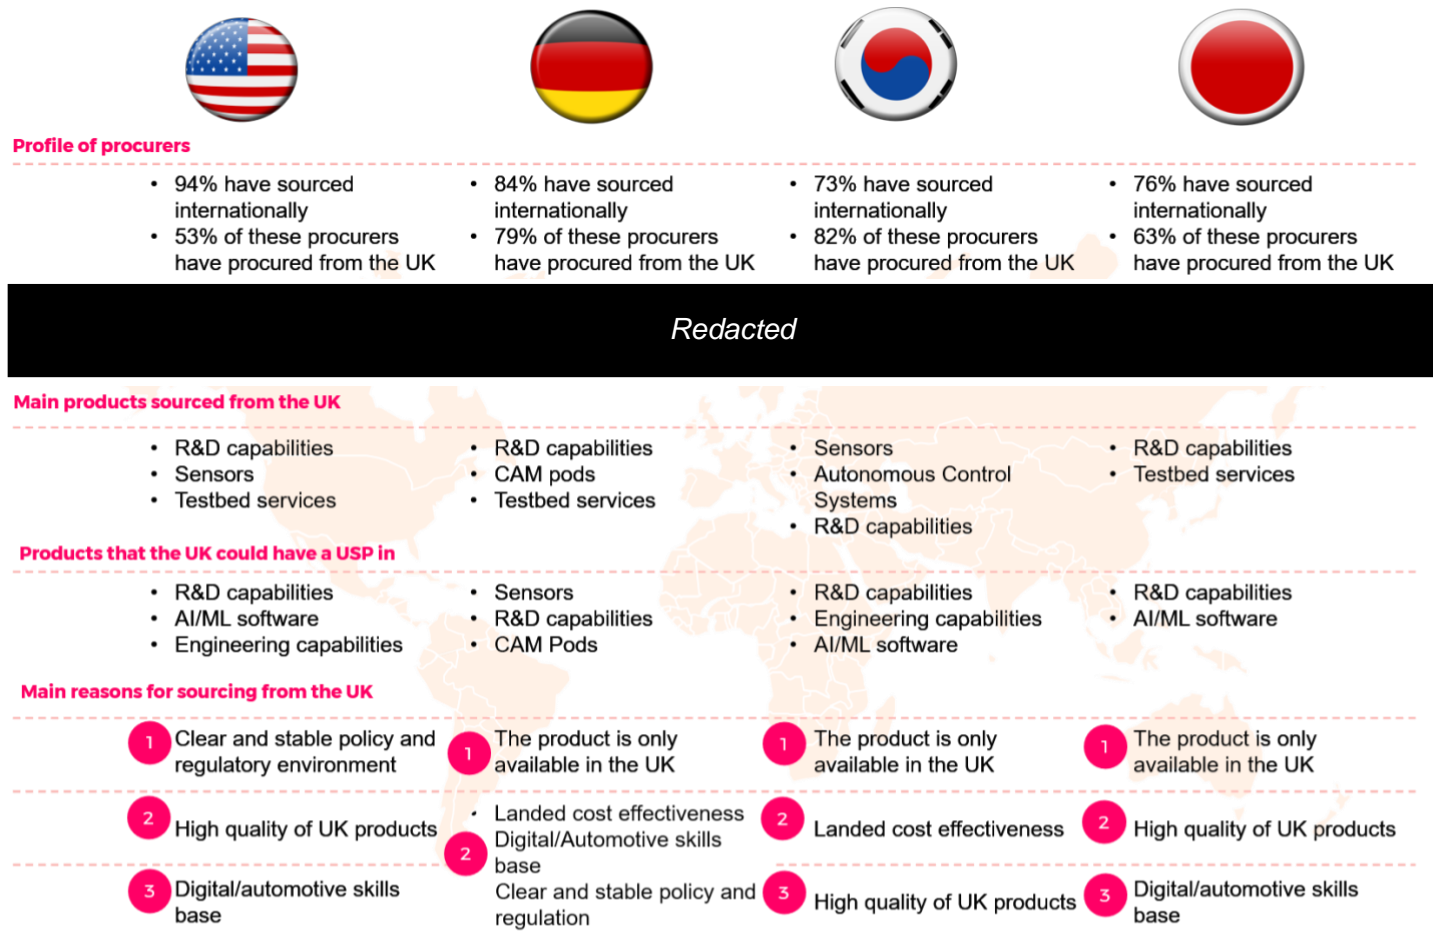 Profile of procurers
• 94% have sourced
internationally
• 53% of these procurers
have procured from the UK
• 84% have sourced
internationally
• 79% of these procurers
have procured from the UK
• 73% have sourced
internationally
• 82% of these procurers
have procured from the UK
• 76% have sourced
internationally
• 63% of these procurers
have procured from the UK
Redacted
Main products sourced from the UK
• R&D capabilities
• Sensors
• Testbed services
• R&D capabilities
• CAM pods
• Testbed services
• Sensors
• Autonomous Control
Systems
• R&D capabilities
• R&D capabilities
• Testbed services
Products that the UK could have a USP in
• R&D capabilities
• AI/ML software
• Engineering capabilities
• Sensors
• R&D capabilities
• CAM Pods
• R&D capabilities
• Engineering capabilities
• AI/ML software
• R&D capabilities
• AI/ML software
Main reasons for sourcing from the UK
1 Clear and stable policy and
regulatory environment
2 High quality of UK products
3 Digital/automotive skills
base
1 The product is only
available in the UK
2 • Landed cost effectiveness
Digital/Automotive skills
base
Clear and stable policy and
regulation
1 The product is only
available in the UK
2 Landed cost effectiveness
3 High quality of UK products
1 The product is only
available in the UK
2 High quality of UK products
3 Digital/automotive skills
base